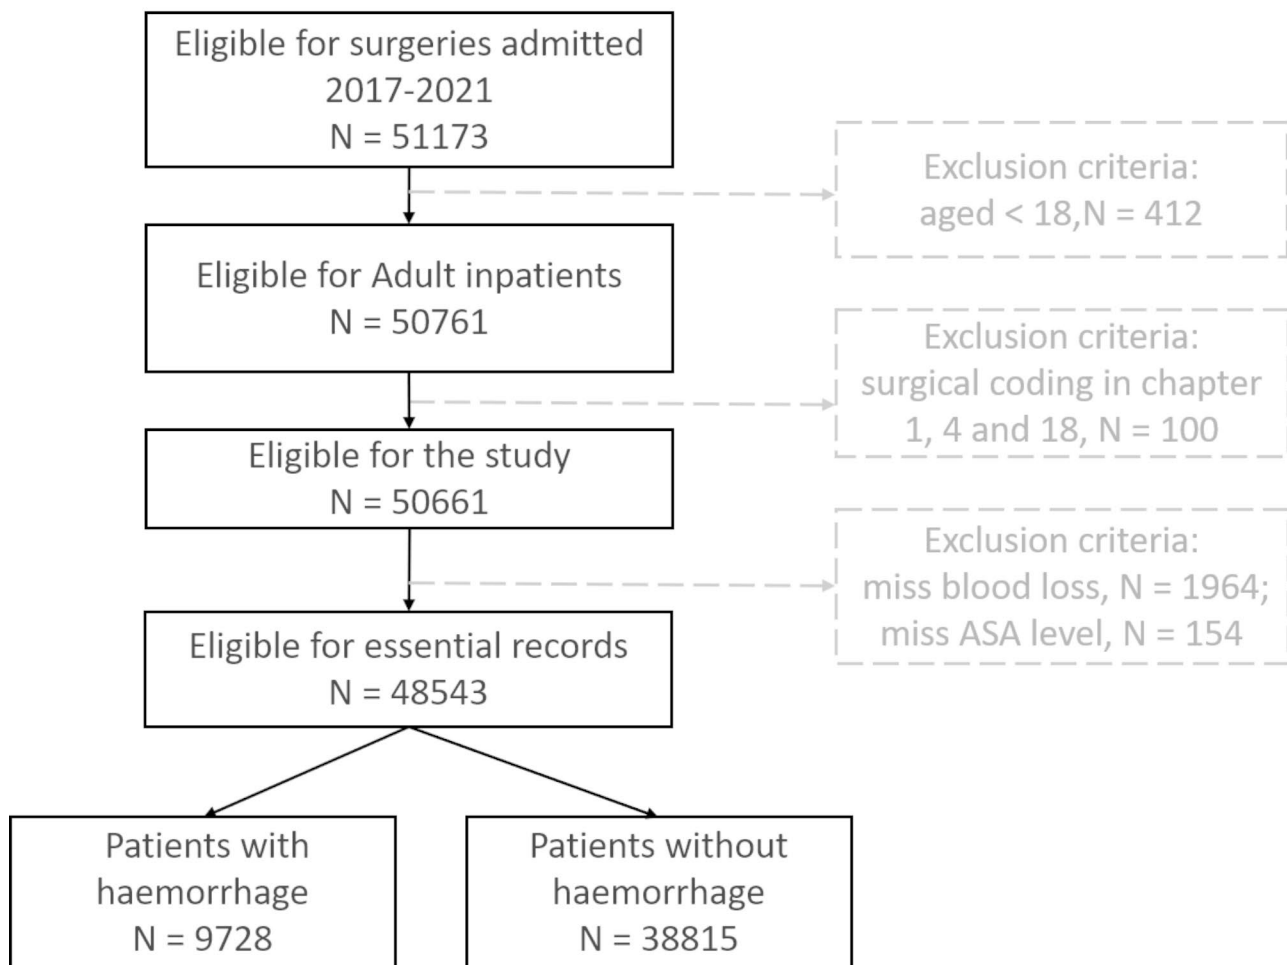 Eligible for surgeries admitted
2017-2021
N = 51173
Exclusion criteria:
aged < 18,N = 412
Eligible for Adult inpatients
N = 50761
Exclusion criteria:
surgical coding in chapter
1, 4 and 18, N = 100
Eligible for the study
N = 50661
Exclusion criteria:
miss blood loss, N = 1964;
miss ASA level, N = 154
Eligible for essential records
N = 48543
Patients with
haemorrhage
N = 9728
Patients without
haemorrhage
N = 38815